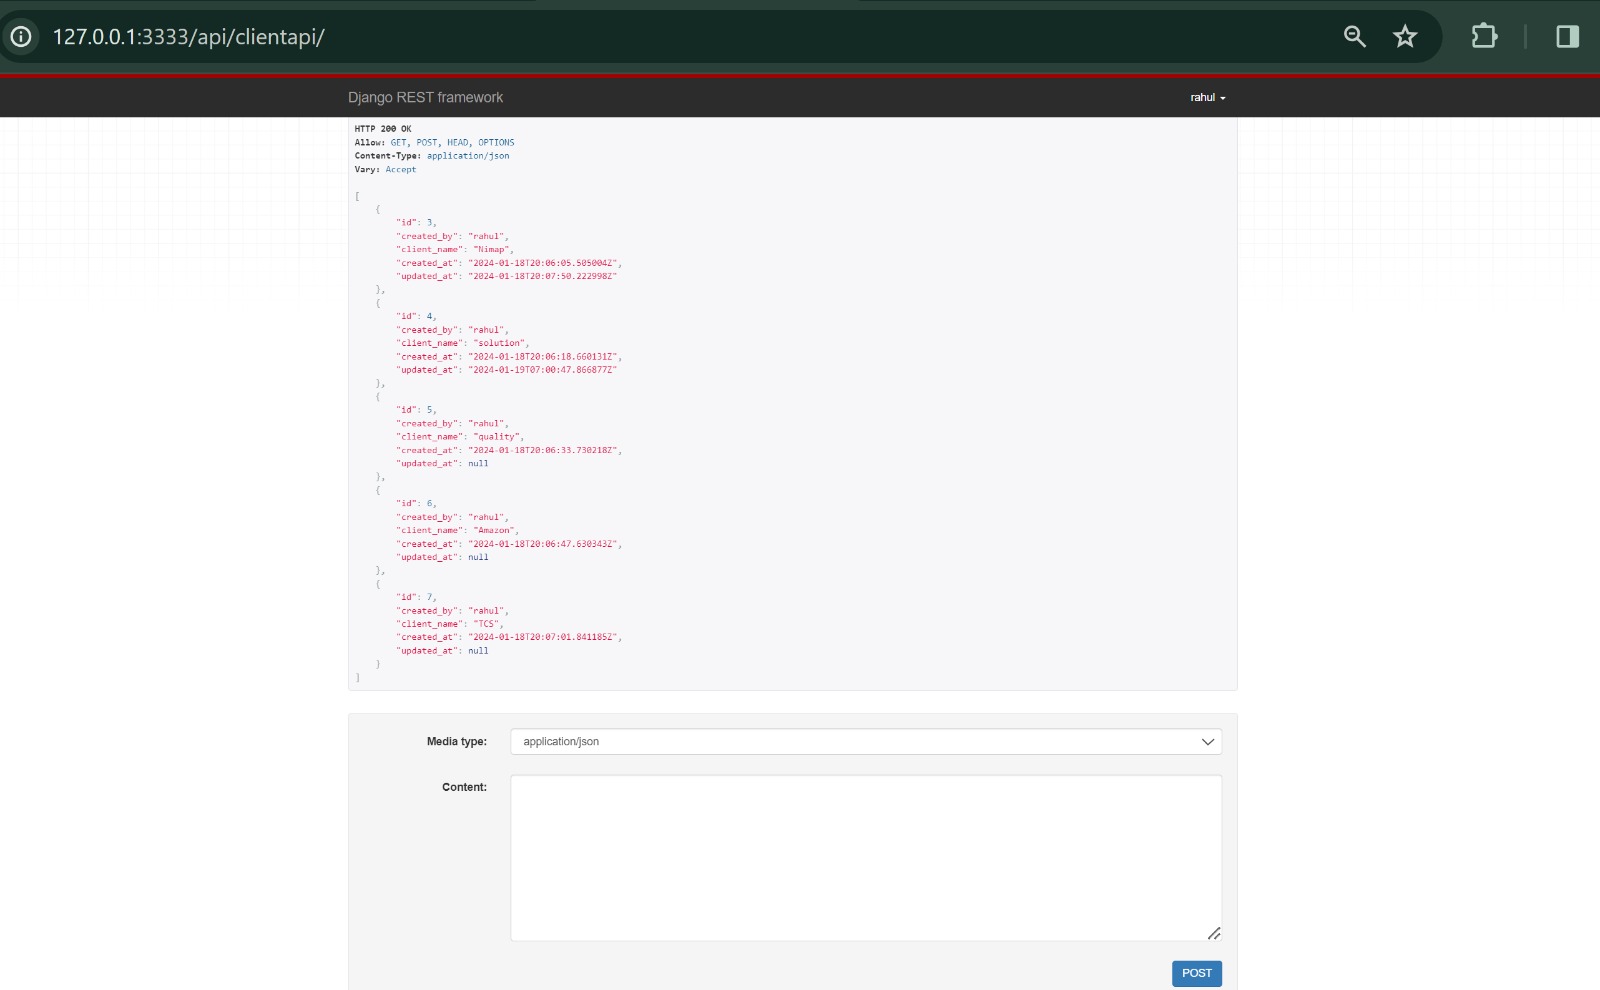 127.0.0.1:3333/api/clientapi/
Django REST framework
rahul
HTTP 200 OK
Allow: GET, POST, HEAD, OPTIONS
Content-Type: application/json
Vary: Accept
[
{
"id": 3,
"created_by": "rahul",
"client_name": "Nimap",
"created_at": "2024-01-18T20:06:05.505004Z",
"updated_at": "2024-01-18T20:07:50.222998Z"
},
{
"id": 4,
"created_by": "rahul",
"client_name": "solution",
"created_at": "2024-01-18T20:06:18.660131Z",
"updated_at": "2024-01-19T07:00:47.866877Z"
},
{
"id": 5,
"created_by": "rahul",
"client_name": "quality",
"created_at": "2024-01-18T20:06:33.730218Z",
"updated_at": null
},
{
"id": 6,
"created_by": "rahul",
"client_name": "Amazon",
"created_at": "2024-01-18T20:06:47.630343Z",
"updated_at": null
},
{
"id": 7,
"created_by": "rahul",
"client_name": "TCS",
"created_at": "2024-01-18T20:07:01.841185Z",
"updated_at": null
}
]
Media type:
application/json
Content:
POST